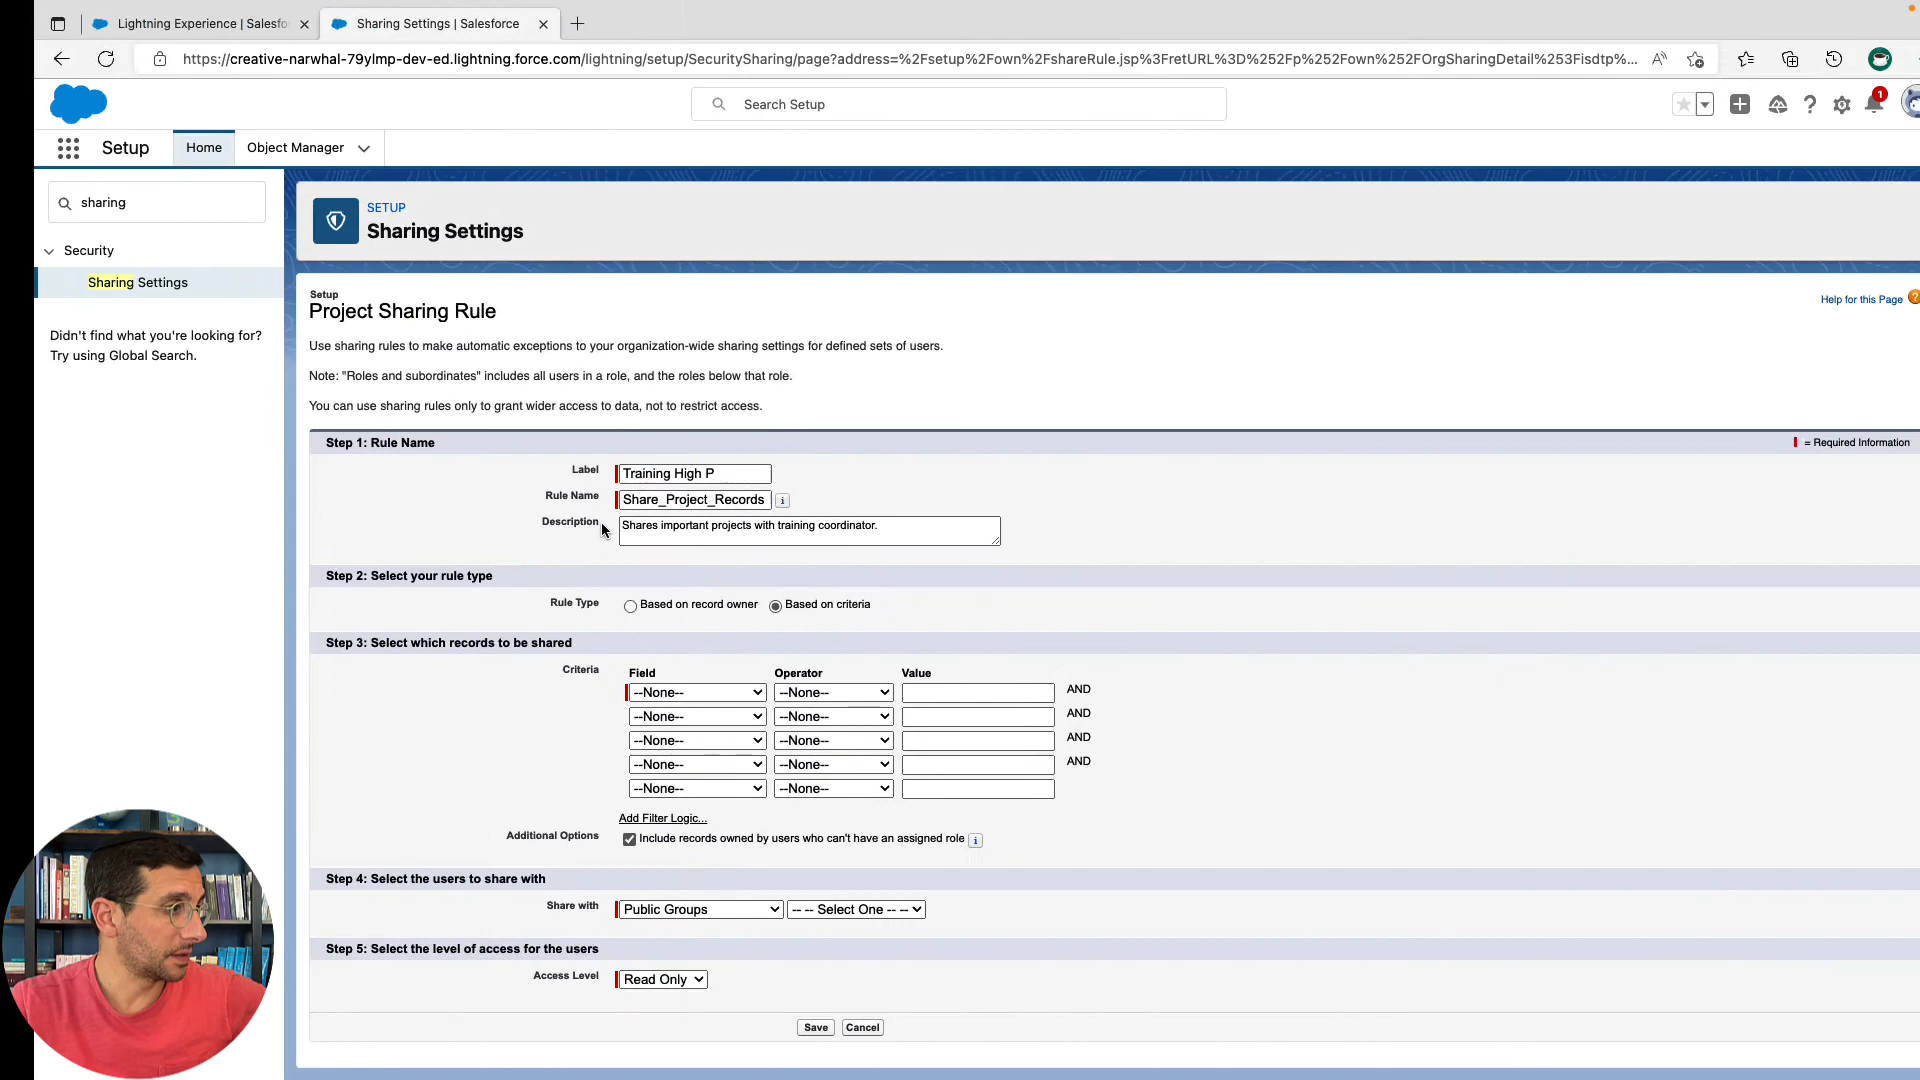 Lightning Experience | Salesfo
Sharing Settings | Salesforce
https://creative-narwhal-79ylmp-dev-ed.lightning.force.com/lightning/setup/SecuritySharing/page?address=%2Fsetup%2Fown%2FshareRule.jsp%3FretURL%3D%252Fp%252Fown%252FOrgSharingDetail%253Fisdtp%...
Search Setup
1
Setup
Home
Object Manager
sharing
Security
Sharing Settings
Didn't find what you're looking for?
Try using Global Search.
SETUP
Sharing Settings
Setup
Project Sharing Rule
Help for this Page
Use sharing rules to make automatic exceptions to your organization-wide sharing settings for defined sets of users.
Note: "Roles and subordinates" includes all users in a role, and the roles below that role.
You can use sharing rules only to grant wider access to data, not to restrict access.
Step 1: Rule Name
= Required Information
Label Training High P
Rule Name Share_Project_Records i
Description Shares important projects with training coordinator.
Step 2: Select your rule type
Rule Type Based on record owner Based on criteria
Step 3: Select which records to be shared
Criteria Field Operator Value
--None-- --None-- AND
--None-- --None-- AND
--None-- --None-- AND
--None-- --None-- AND
--None-- --None--
Add Filter Logic...
Additional Options Include records owned by users who can't have an assigned role i
Step 4: Select the users to share with
Share with Public Groups -- -- Select One -- --
Step 5: Select the level of access for the users
Access Level Read Only
Save Cancel